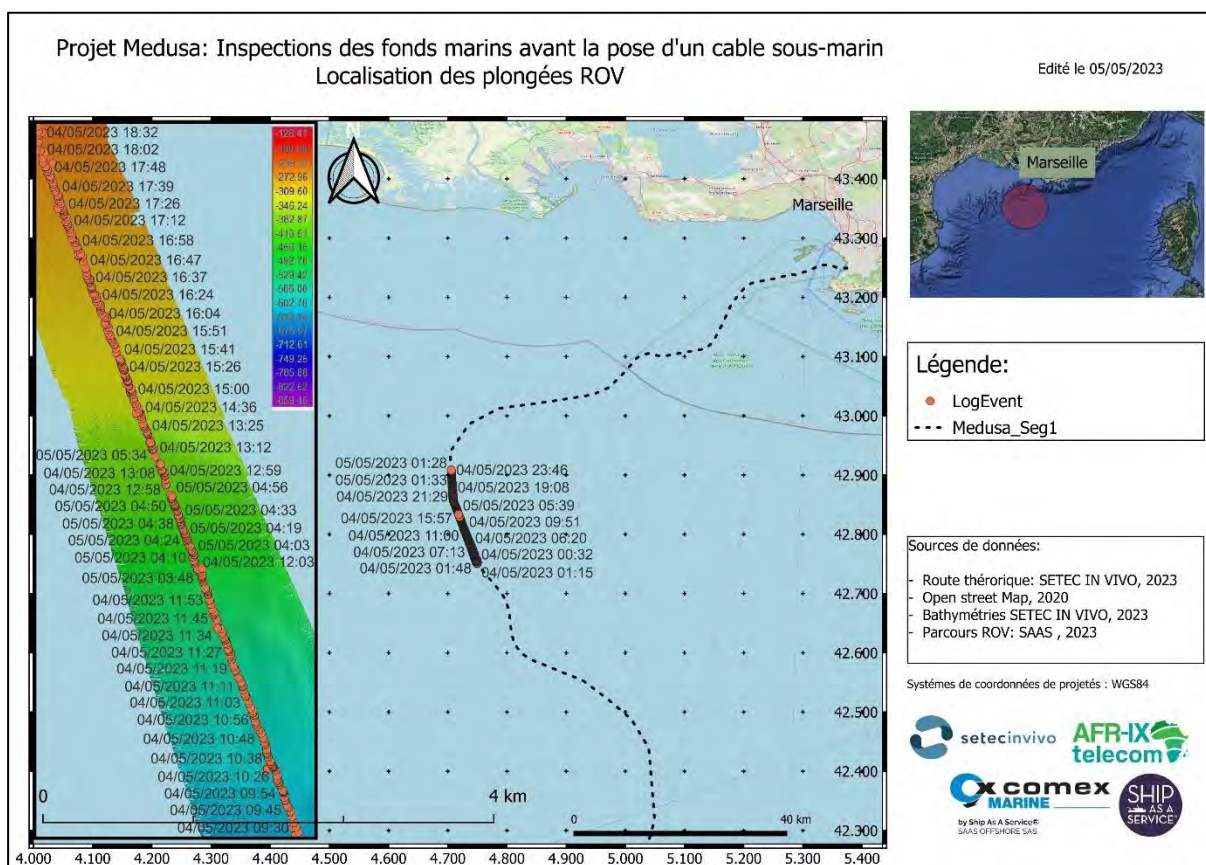 Projet Medusa: Inspections des fonds marins avant la pose d'un cable sous-marin
Localisation des plongées ROV
Edité le 05/05/2023
04/05/2023 18:32
04/05/2023 18:02
04/05/2023 17:48
04/05/2023 17:39
04/05/2023 17:26
04/05/2023 17:12
04/05/2023 16:58
04/05/2023 16:47
04/05/2023 16:37
04/05/2023 16:24
04/05/2023 16:04
04/05/2023 15:51
04/05/2023 15:41
04/05/2023 15:26
04/05/2023 15:00
04/05/2023 14:36
04/05/2023 13:25
04/05/2023 13:12
05/05/2023 05:34
04/05/2023 12:59
04/05/2023 13:08
05/05/2023 04:56
04/05/2023 12:58
05/05/2023 04:33
05/05/2023 04:50
05/05/2023 04:19
05/05/2023 04:38
05/05/2023 04:03
05/05/2023 04:24
04/05/2023 12:03
05/05/2023 04:10
05/05/2023 03:48
04/05/2023 11:53
04/05/2023 11:45
04/05/2023 11:34
04/05/2023 11:27
04/05/2023 11:19
04/05/2023 11:11
04/05/2023 11:03
04/05/2023 10:56
04/05/2023 10:48
04/05/2023 10:38
04/05/2023 10:26
04/05/2023 09:54
04/05/2023 09:45
04/05/2023 09:30
0 4 km
-272.96
-309.60
-346.24
-382.87
-529.42
-712.61
Marseille
05/05/2023 01:28
04/05/2023 23:46
05/05/2023 01:33
04/05/2023 19:08
04/05/2023 21:29
05/05/2023 05:39
04/05/2023 15:57
04/05/2023 09:51
04/05/2023 11:00
04/05/2023 06:20
04/05/2023 07:13
04/05/2023 00:32
04/05/2023 01:48
04/05/2023 01:15
0 40 km
43.400
43.300
43.200
43.100
43.000
42.900
42.800
42.700
42.600
42.500
42.400
42.300
4.000 4.100 4.200 4.300 4.400 4.500 4.600 4.700 4.800 4.900 5.000 5.100 5.200 5.300 5.400
Marseille
Légende:
LogEvent
Medusa_Seg1
Sources de données:
- Route thérorique: SETEC IN VIVO, 2023
- Open street Map, 2020
- Bathymétries SETEC IN VIVO, 2023
- Parcours ROV: SAAS , 2023
Systèmes de coordonnées de projetés : WGS84
setecinvivo
AFR-IX
telecom
comex
MARINE
by Ship As A Service®
SAAS OFFSHORE SAS
SHIP
AS A
SERVICE